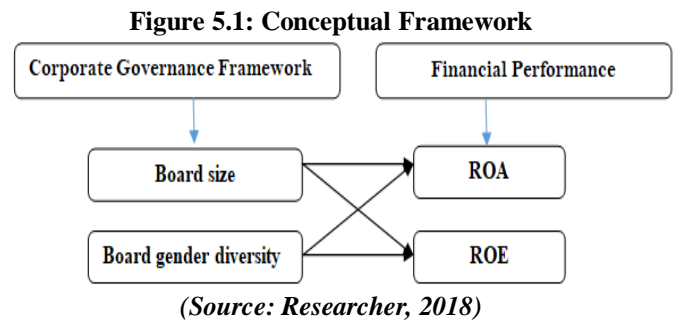 Figure 5.1: Conceptual Framework
Corporate Governance Framework
Financial Performance
Board size
ROA
Board gender diversity
ROE
(Source: Researcher, 2018)